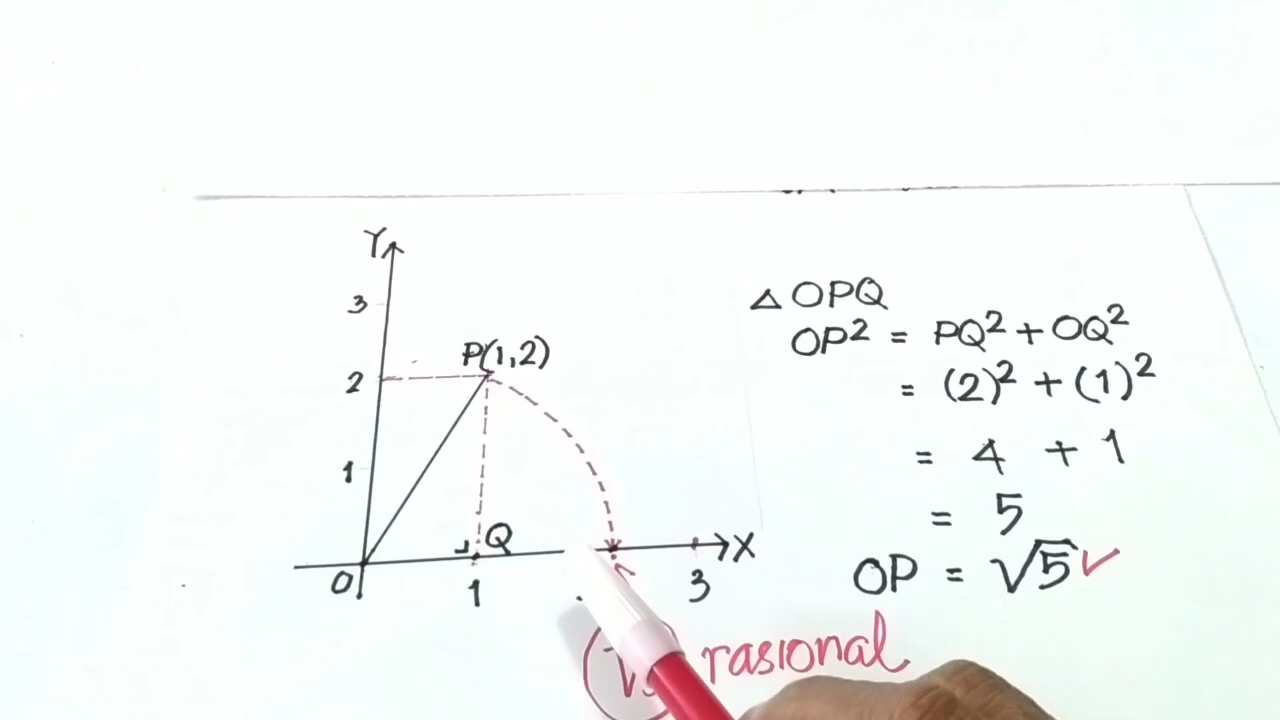 Y
3
P(1,2)
2
1
Q
X
O
1
3
△ OPQ
OP² = PQ² + OQ²
= (2)² + (1)²
= 4 + 1
= 5
OP = √5 ✓
rasional